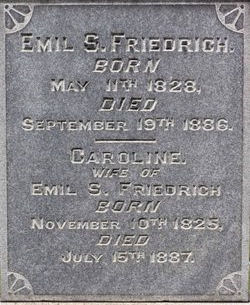 EMIL S. FRIEDRICH.
BORN
MAY 11TH 1828,
DIED
SEPTEMBER 19TH 1886.
CAROLINE.
WIFE OF
EMIL S. FRIEDRICH
BORN
NOVEMBER 10TH 1825,
DIED
JULY 15TH 1887.